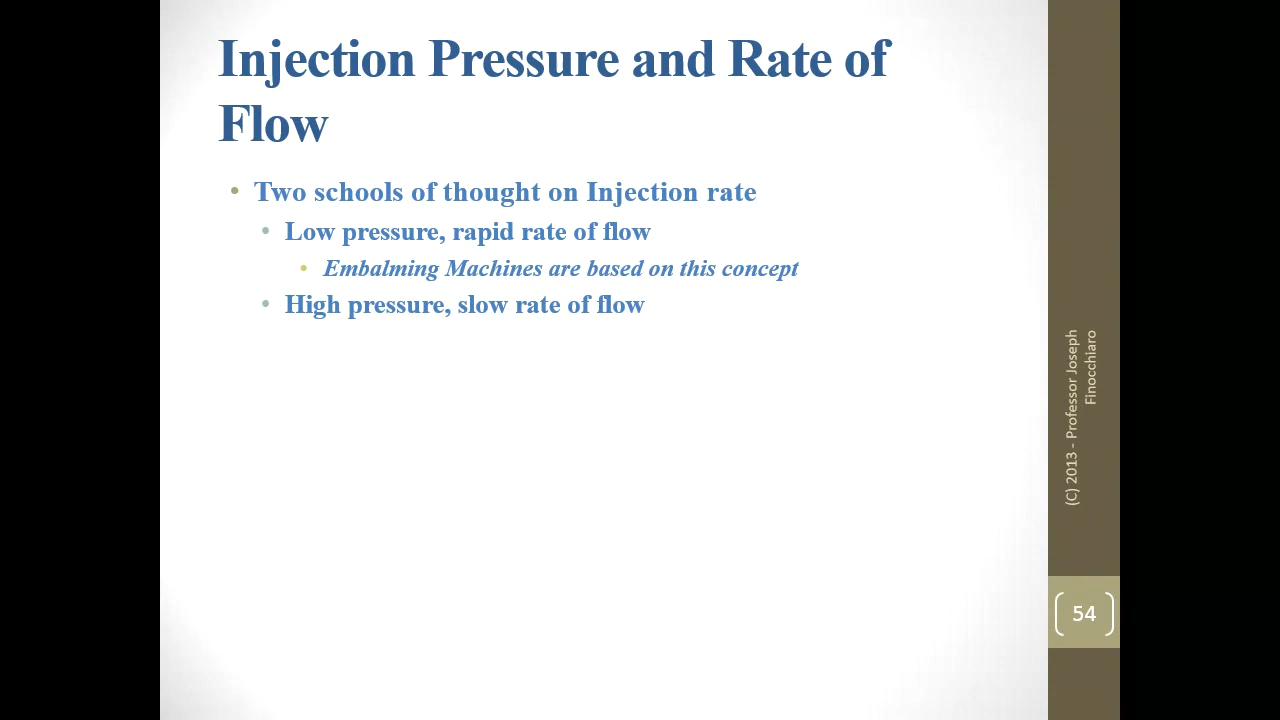 Injection Pressure and Rate of
Flow
• Two schools of thought on Injection rate
• Low pressure, rapid rate of flow
• Embalming Machines are based on this concept
• High pressure, slow rate of flow
(C) 2013 - Professor Joseph
Finocchiaro
54